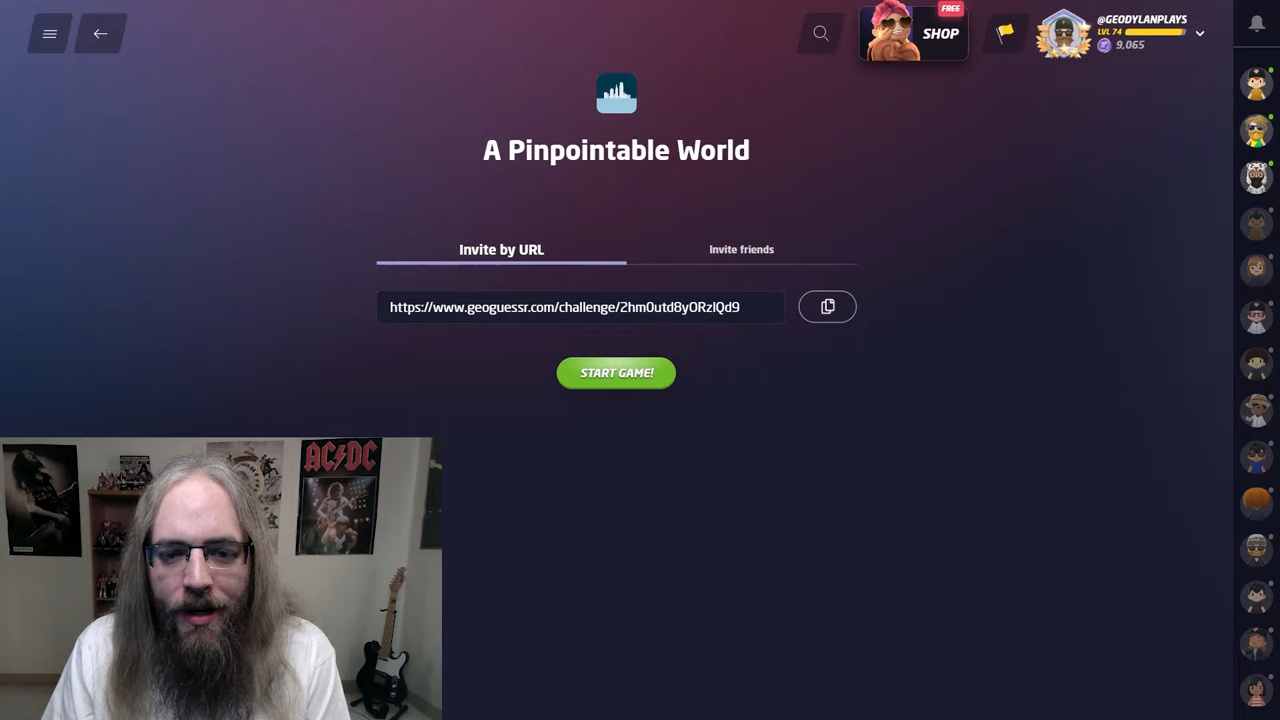 FREE
SHOP
@GEODYLANPLAYS
LVL 74
9,065
A Pinpointable World
Invite by URL
Invite friends
https://www.geoguessr.com/challenge/2hm0utd8yORzlQd9
START GAME!
AC/DC